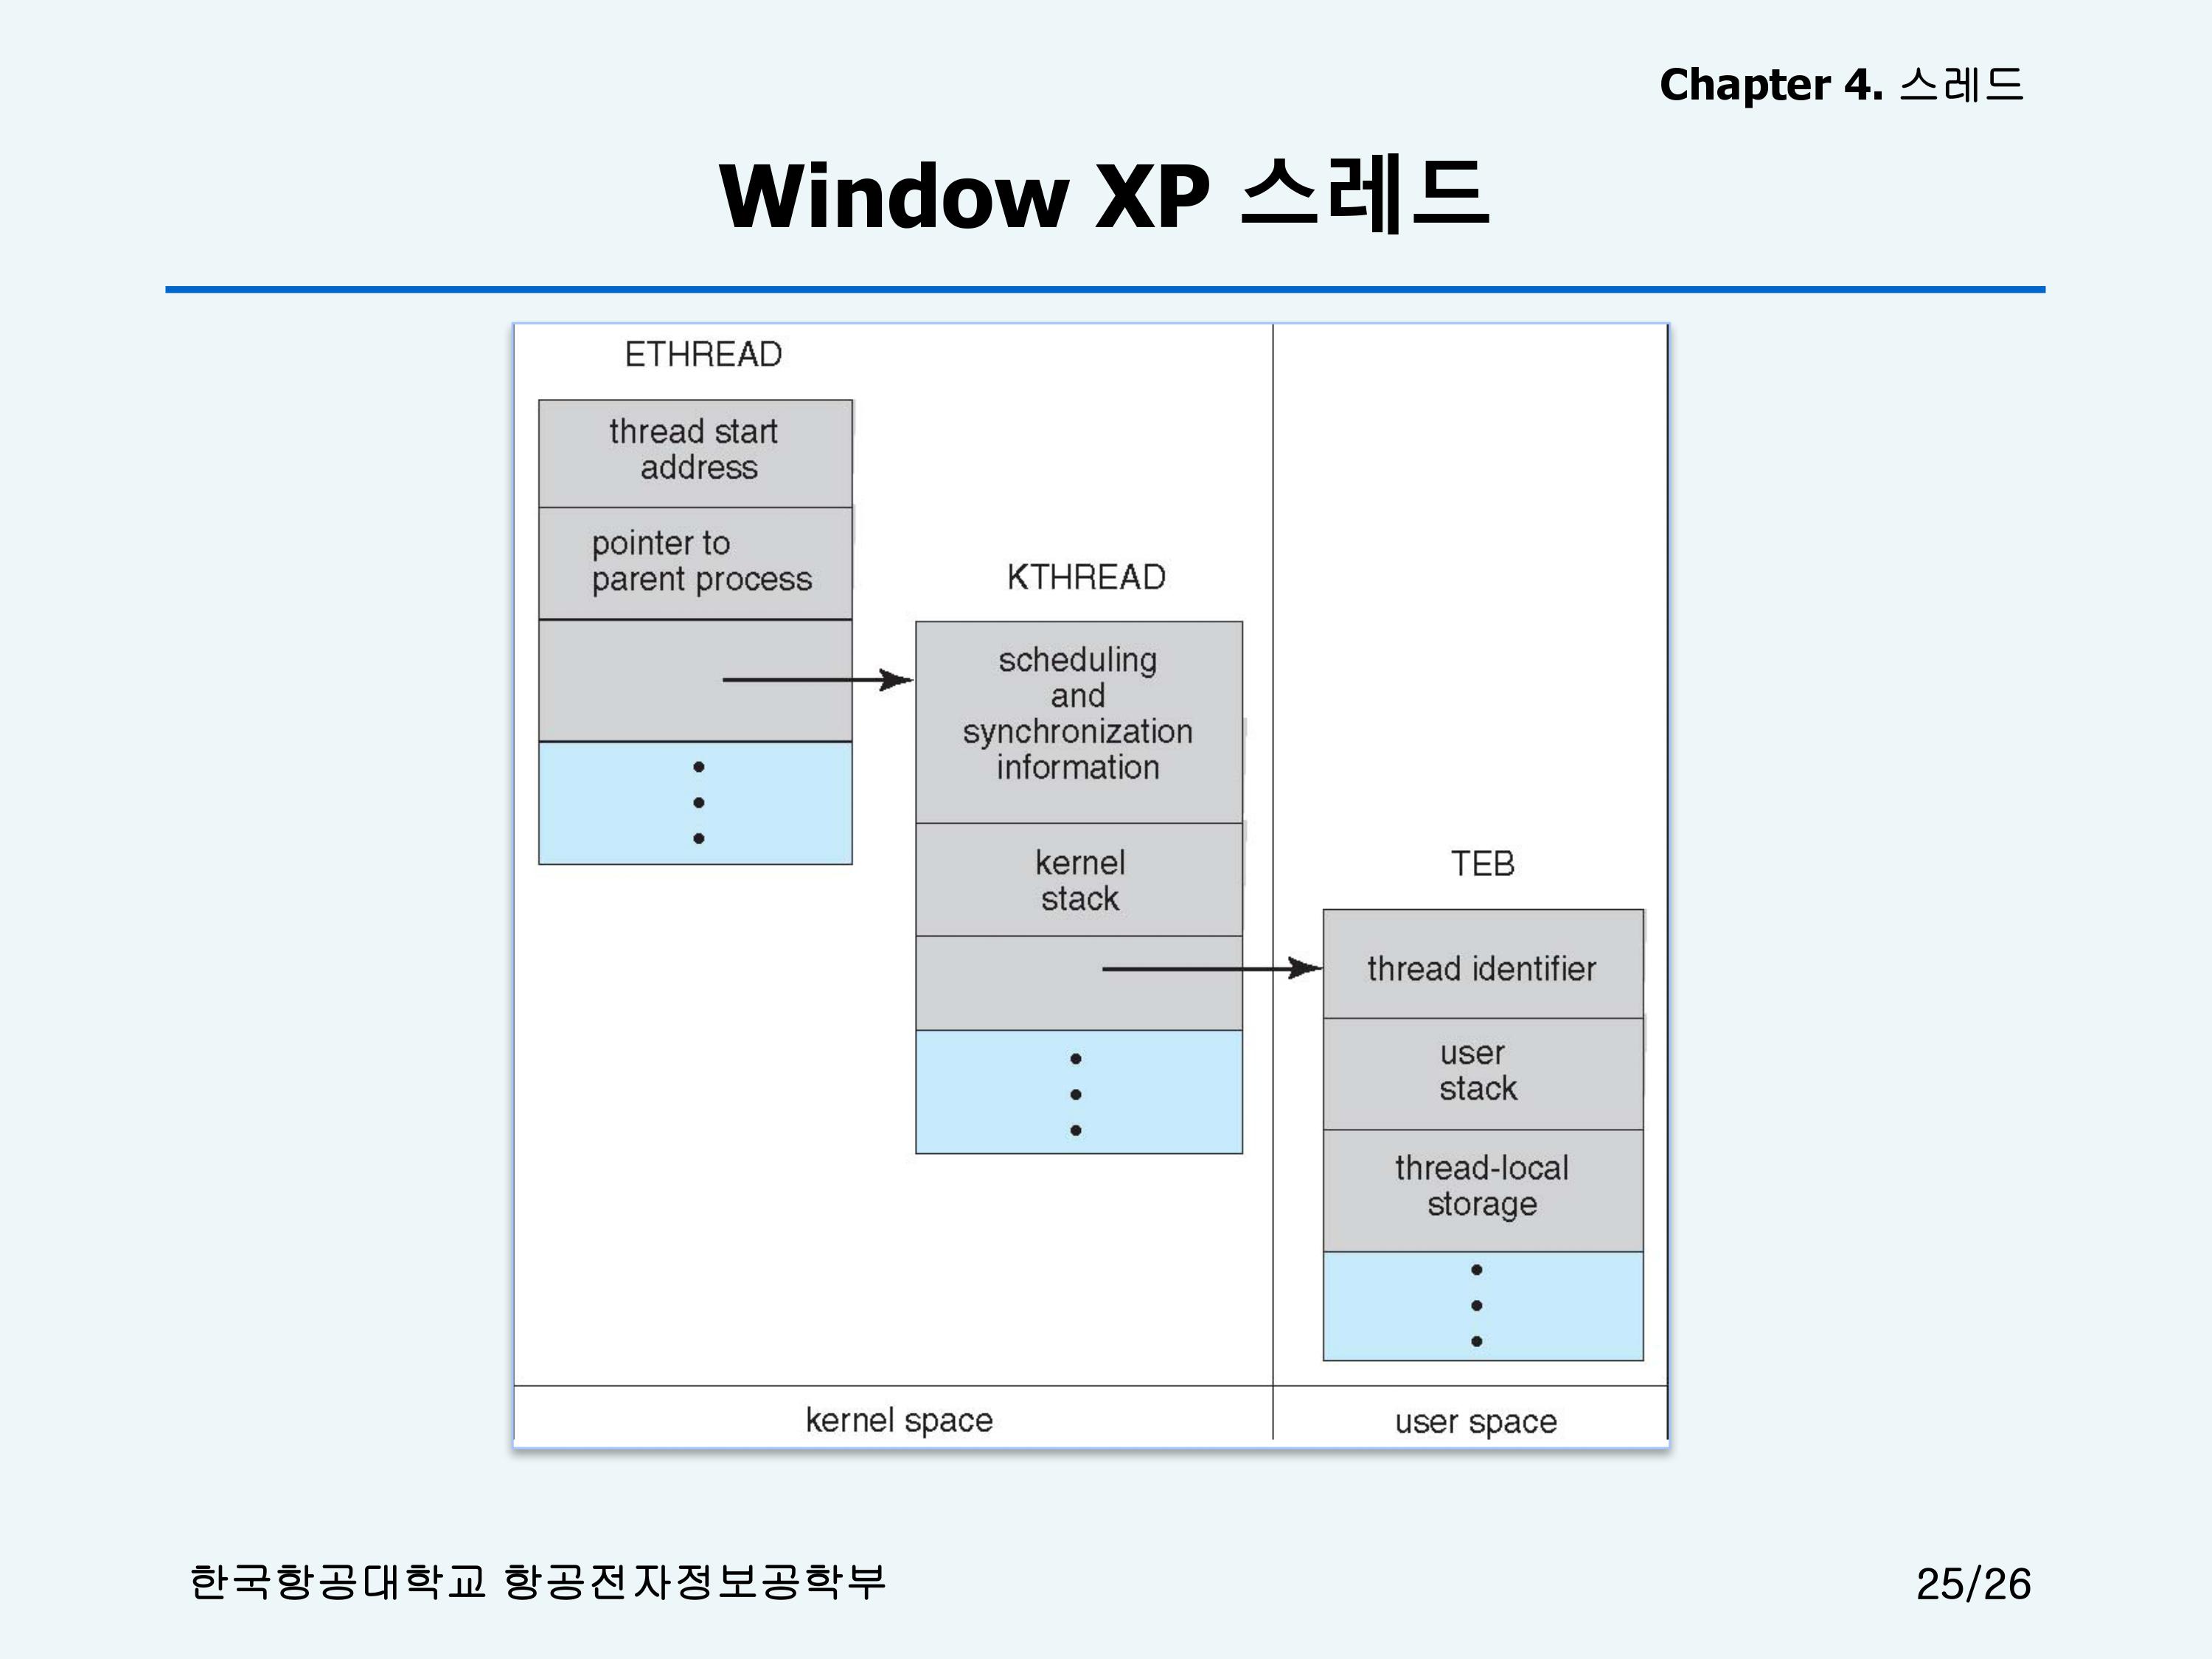 Chapter 4. 스레드
Window XP 스레드
ETHREAD
thread start
address
pointer to
parent process
KTHREAD
scheduling
and
synchronization
information
kernel
stack
TEB
thread identifier
user
stack
thread-local
storage
kernel space
user space
한국항공대학교 항공전자정보공학부
25/26